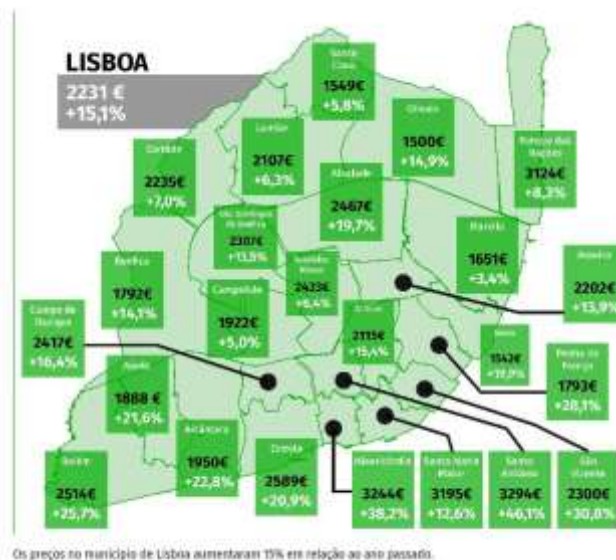 LISBOA
2231 €
+15,1%
Santa
Clara
1549€
+5,8%
Olivais
1500€
+14,9%
Parque das
Nações
3124€
+8,3%
Lumiar
2107€
+6,3%
Carnide
2235€
+7,0%
Alvalade
2467€
+19,7%
São Domingos
de Benfica
2307€
Marvila
1651€
+3,4%
Areeiro
2202€
+13,9%
Benfica
1792€
+14,1%
Avenidas
Novas
2423€
+6,4%
Campolide
1922€
+5,0%
Campo de
Ourique
2417€
+16,4%
Arroios
2115€
+15,4%
1542€
Penha de
França
1793€
+28,1%
Ajuda
1888 €
+21,6%
Alcântara
1950€
+22,8%
Belém
2514€
+25,7%
Estrela
2589€
+20,9%
Misericórdia
3244€
+38,2%
Santa Maria
Maior
3195€
+12,6%
Santo
António
3294€
+46,1%
São
Vicente
2300€
+30,8%
Os preços no município de Lisboa aumentaram 15% em relação ao ano passado.